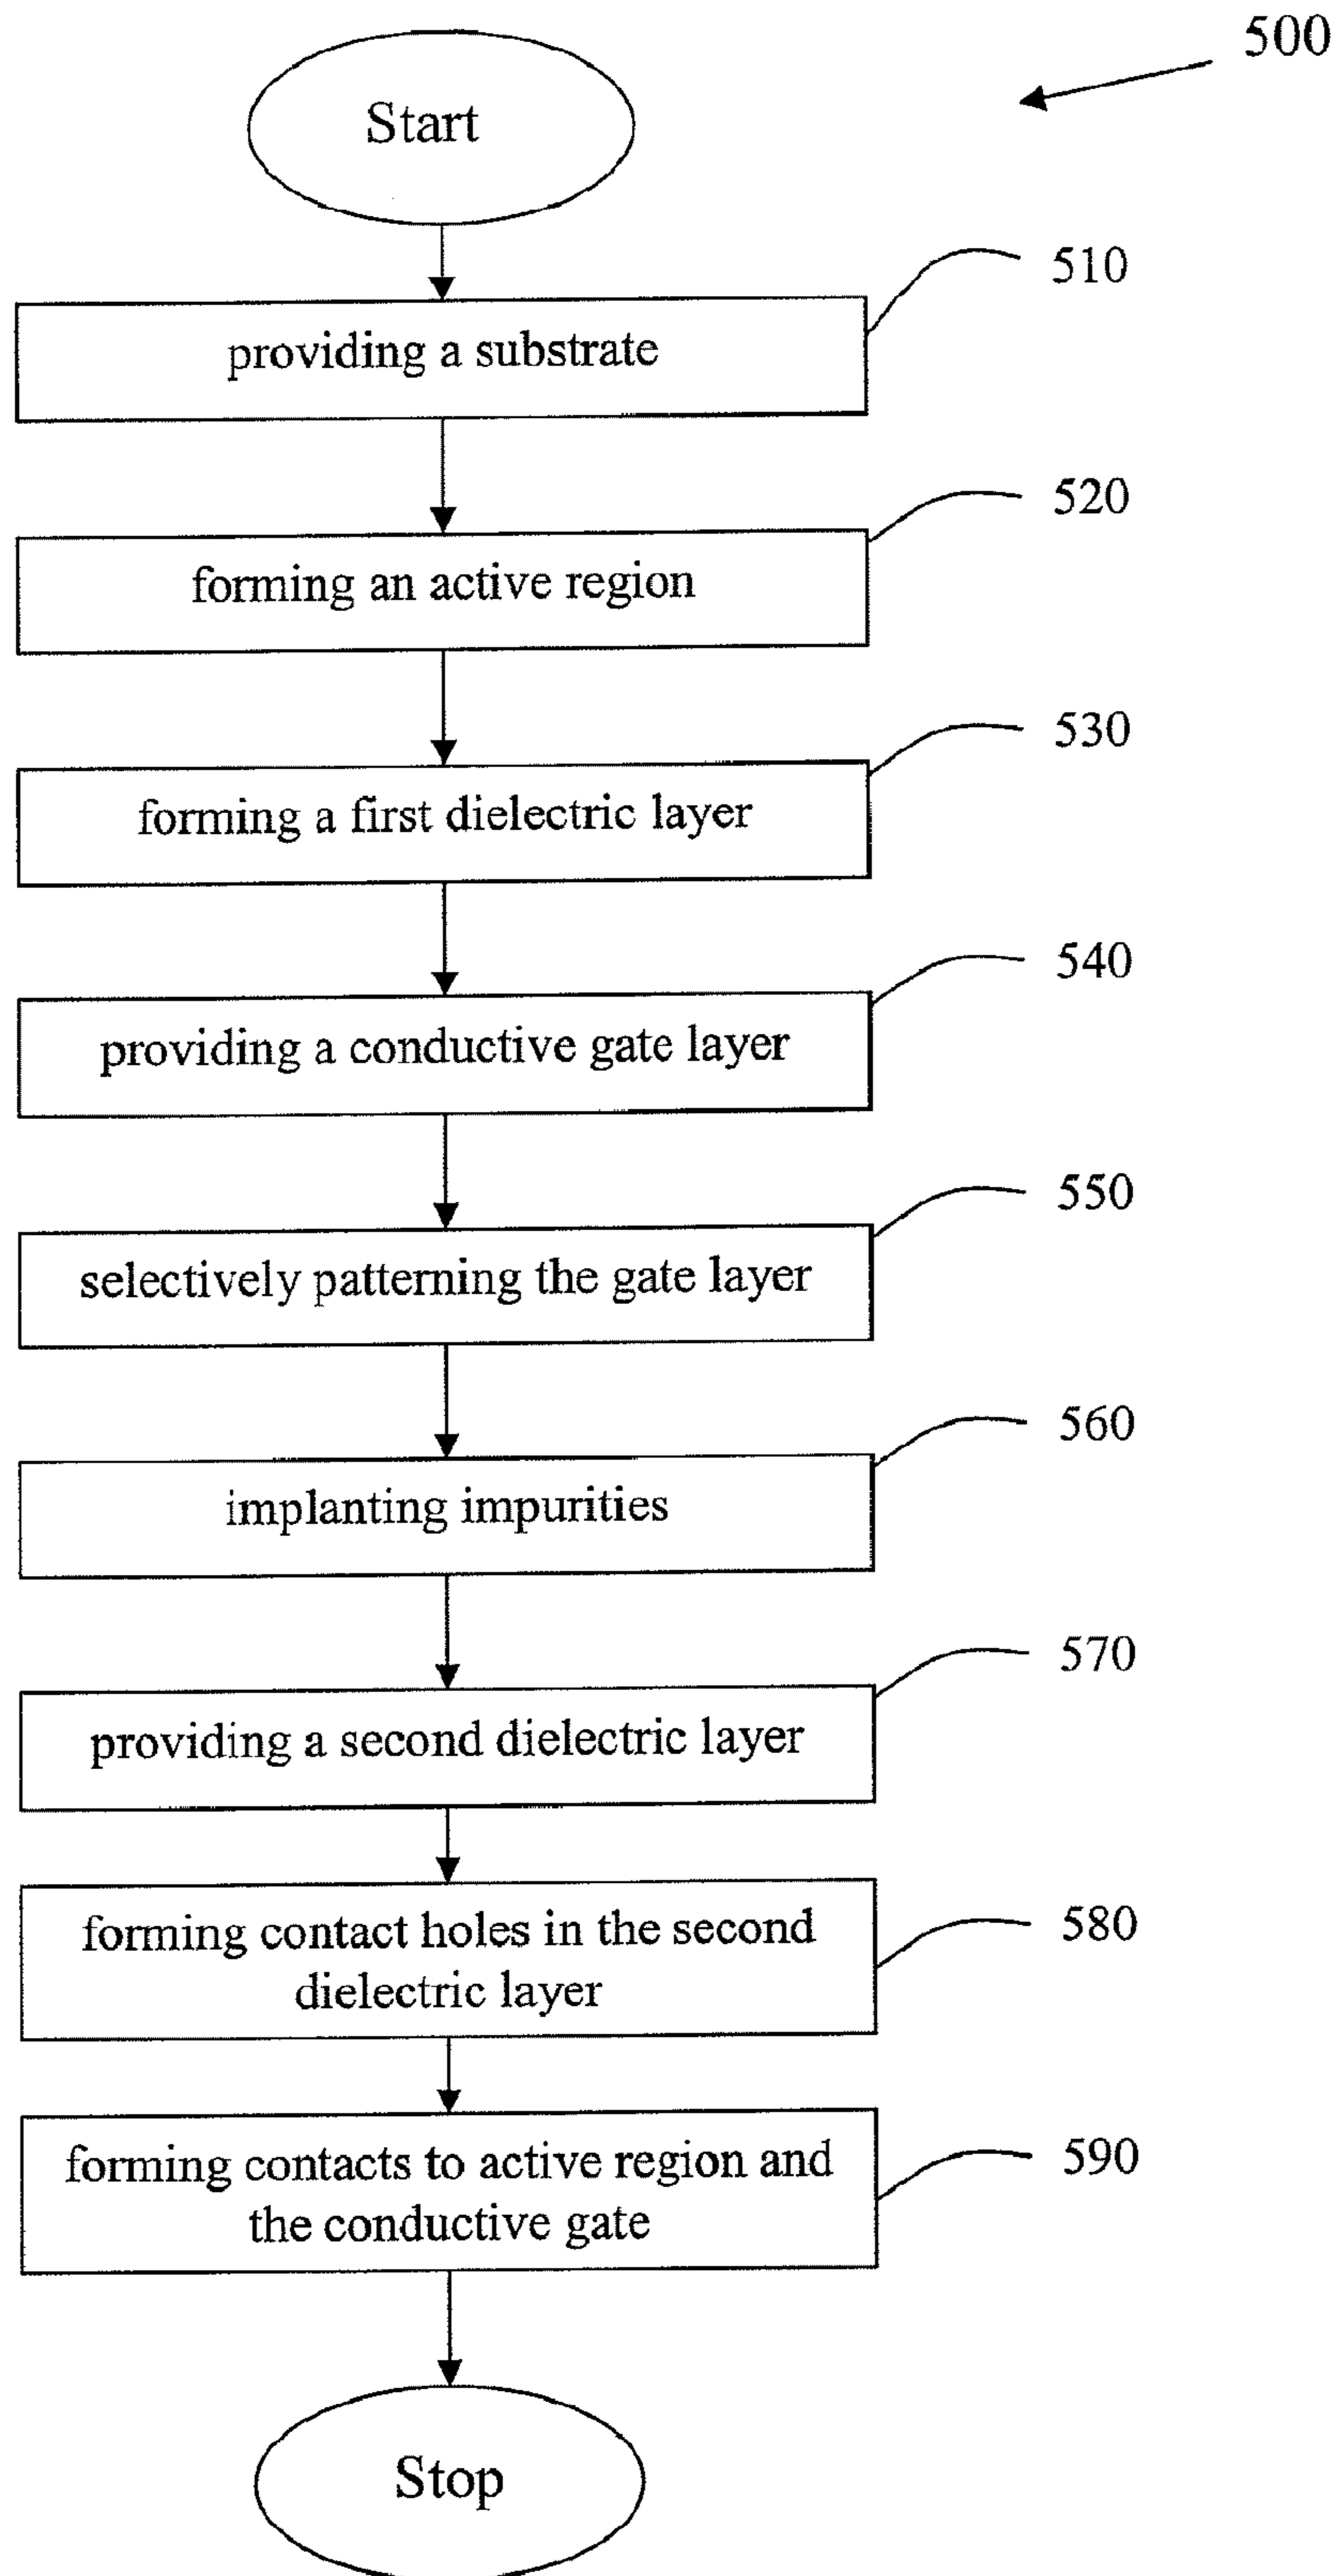 500
Start
510
providing a substrate
520
forming an active region
530
forming a first dielectric layer
540
providing a conductive gate layer
550
selectively patterning the gate layer
560
implanting impurities
570
providing a second dielectric layer
580
forming contact holes in the second
dielectric layer
590
forming contacts to active region and
the conductive gate
Stop